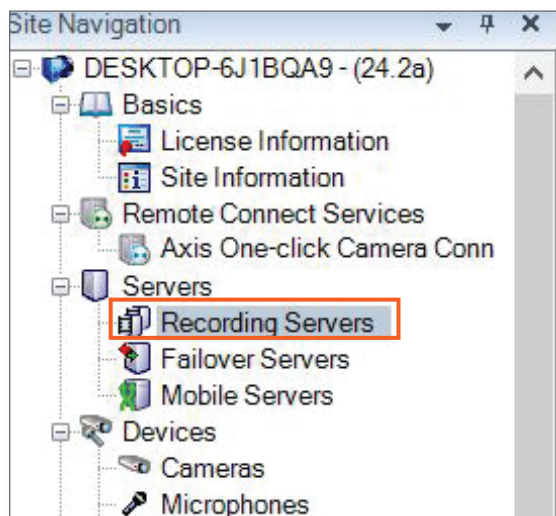 Site Navigation
DESKTOP-6J1BQA9 - (24.2a)
Basics
License Information
Site Information
Remote Connect Services
Axis One-click Camera Conn
Servers
Recording Servers
Failover Servers
Mobile Servers
Devices
Cameras
Microphones